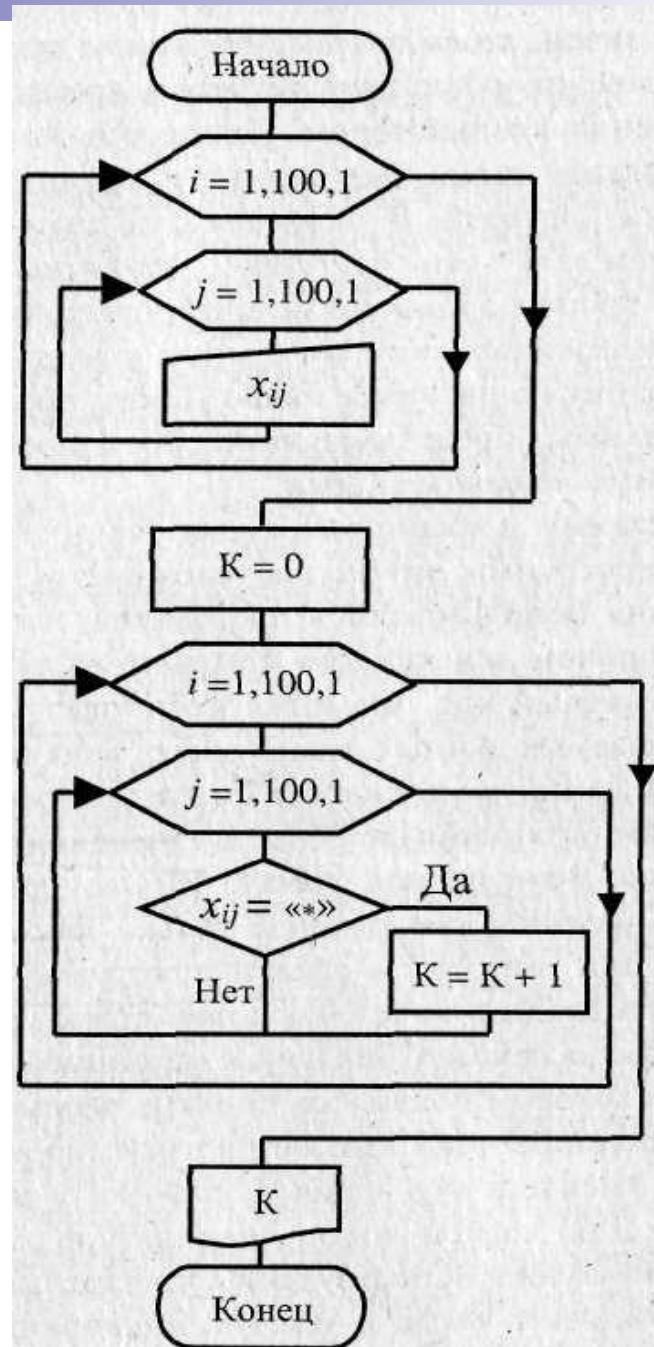 Начало
i = 1,100,1
j = 1,100,1
xij
K = 0
i =1,100,1
j =1,100,1
xij = «*»
Да
Нет
K = K + 1
K
Конец